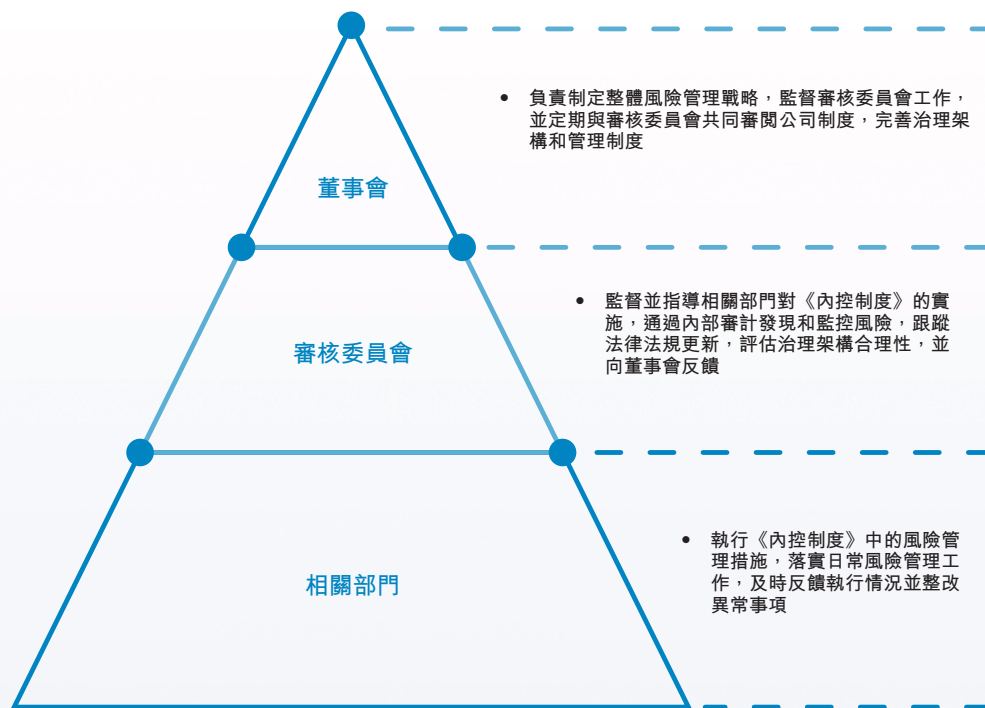 • 負責制定整體風險管理戰略，監督審核委員會工作，
並定期與審核委員會共同審閱公司制度，完善治理架
構和管理制度
董事會
• 監督並指導相關部門對《內控制度》的實
施，通過內部審計發現和監控風險，跟蹤
法律法規更新，評估治理架構合理性，並
向董事會反饋
審核委員會
• 執行《內控制度》中的風險管
理措施，落實日常風險管理工
作，及時反饋執行情況並整改
異常事項
相關部門